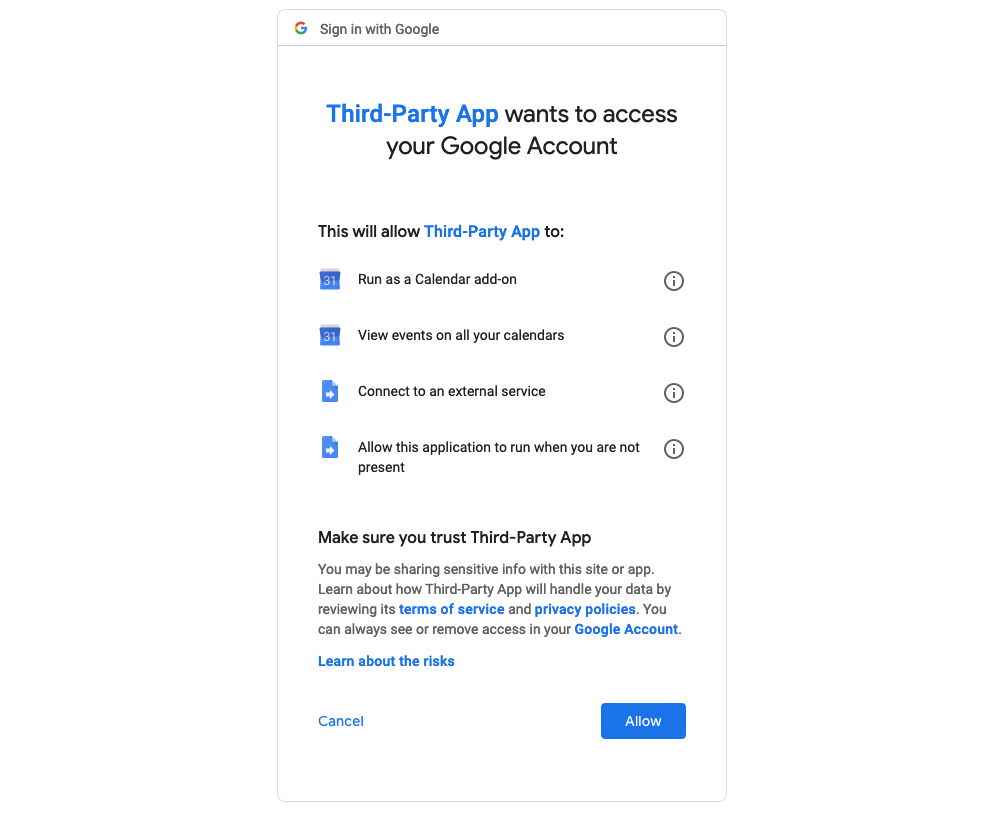 Sign in with Google
Third-Party App wants to access
your Google Account
This will allow Third-Party App to:
31 Run as a Calendar add-on
31 View events on all your calendars
Connect to an external service
Allow this application to run when you are not
present
Make sure you trust Third-Party App
You may be sharing sensitive info with this site or app.
Learn about how Third-Party App will handle your data by
reviewing its terms of service and privacy policies. You
can always see or remove access in your Google Account.
Learn about the risks
Cancel Allow